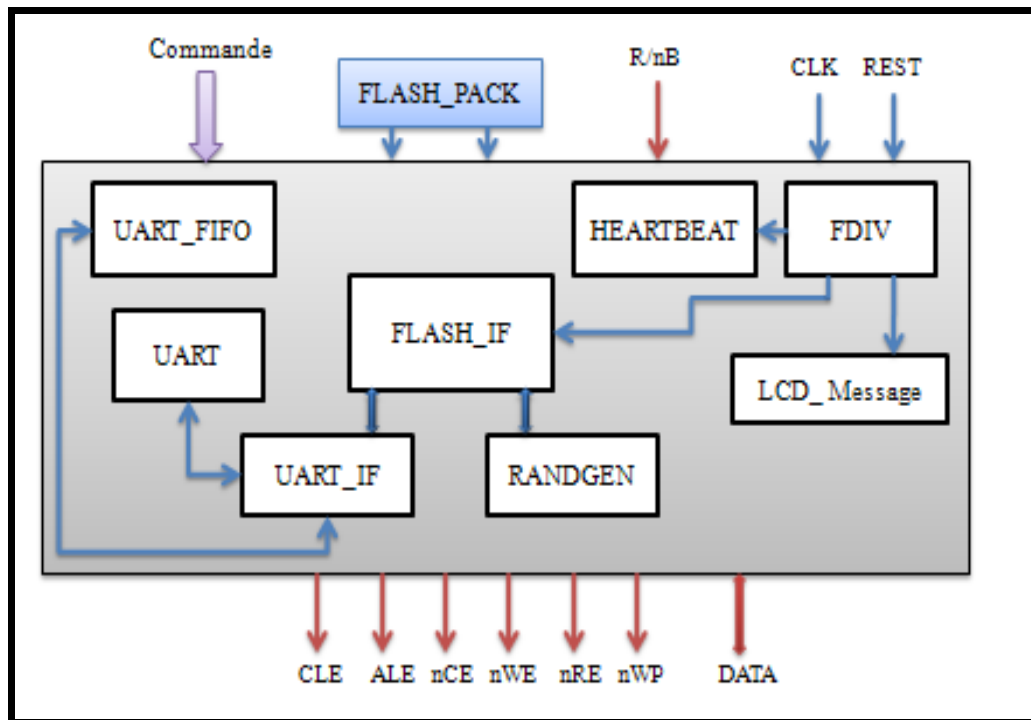 Commande
FLASH_PACK
R/nB
CLK
REST
UART_FIFO
HEARTBEAT
FDIV
FLASH_IF
UART
LCD_ Message
UART_IF
RANDGEN
CLE
ALE
nCE
nWE
nRE
nWP
DATA